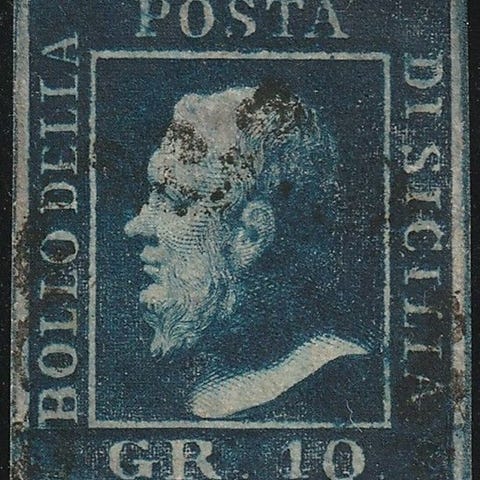 BOLLO DELLA
POSTA
DI SICILIA
GR. 10